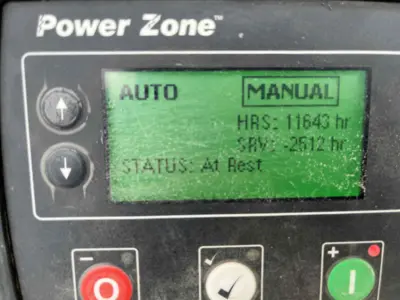 Power Zone™
AUTO MANUAL
HRS: 11643 hr
SRV: -2512 hr
STATUS: At Rest
- +
O I